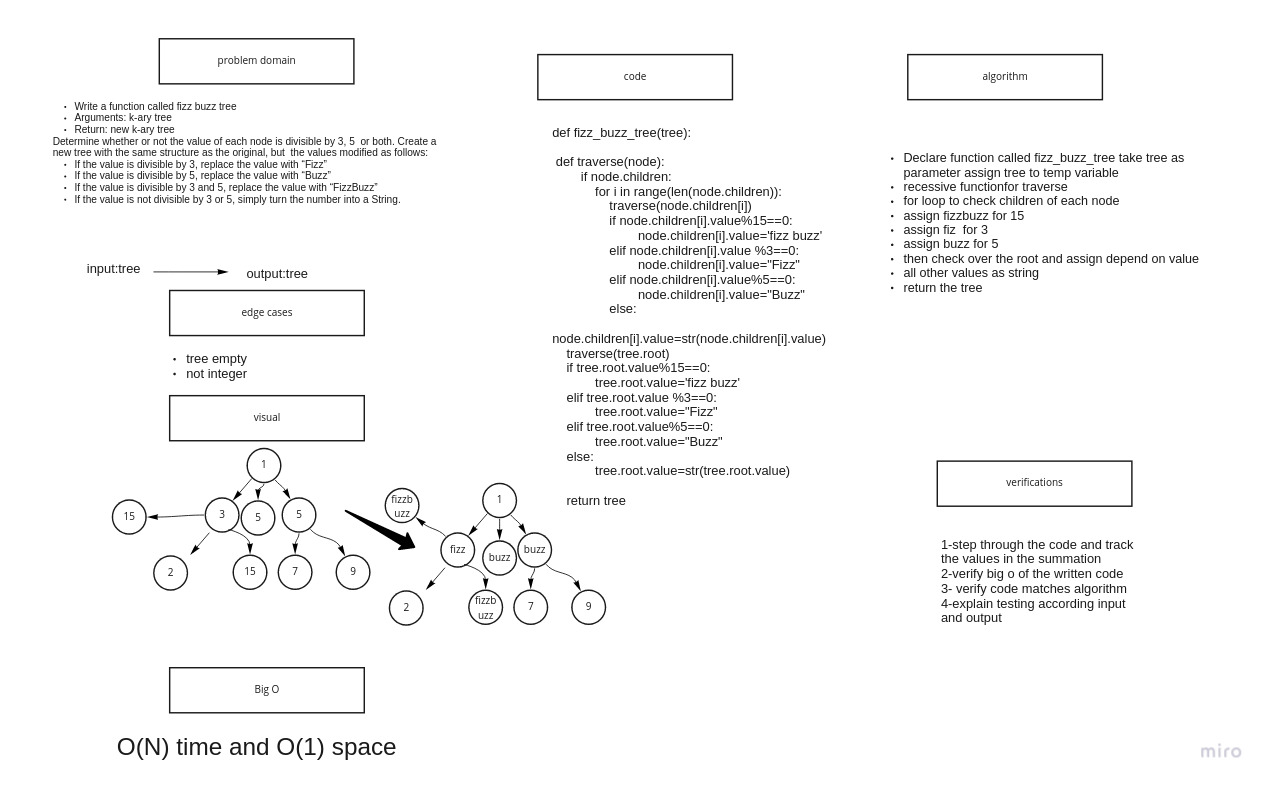 problem domain
• Write a function called fizz buzz tree
• Arguments: k-ary tree
• Return: new k-ary tree
Determine whether or not the value of each node is divisible by 3, 5 or both. Create a
new tree with the same structure as the original, but the values modified as follows:
• If the value is divisible by 3, replace the value with “Fizz”
• If the value is divisible by 5, replace the value with “Buzz”
• If the value is divisible by 3 and 5, replace the value with “FizzBuzz”
• If the value is not divisible by 3 or 5, simply turn the number into a String.
input:tree
output:tree
edge cases
• tree empty
• not integer
visual
1
15
3
5
5
2
15
7
9
fizzb
uzz
1
fizz
buzz
buzz
2
fizzb
uzz
7
9
Big O
O(N) time and O(1) space
code
def fizz_buzz_tree(tree):
def traverse(node):
if node.children:
for i in range(len(node.children)):
traverse(node.children[i])
if node.children[i].value%15==0:
node.children[i].value='fizz buzz'
elif node.children[i].value %3==0:
node.children[i].value="Fizz"
elif node.children[i].value%5==0:
node.children[i].value="Buzz"
else:
node.children[i].value=str(node.children[i].value)
traverse(tree.root)
if tree.root.value%15==0:
tree.root.value='fizz buzz'
elif tree.root.value %3==0:
tree.root.value="Fizz"
elif tree.root.value%5==0:
tree.root.value="Buzz"
else:
tree.root.value=str(tree.root.value)
return tree
algorithm
• Declare function called fizz_buzz_tree take tree as
parameter assign tree to temp variable
• recessive functionfor traverse
• for loop to check children of each node
• assign fizzbuzz for 15
• assign fiz for 3
• assign buzz for 5
• then check over the root and assign depend on value
• all other values as string
• return the tree
verifications
1-step through the code and track
the values in the summation
2-verify big o of the written code
3- verify code matches algorithm
4-explain testing according input
and output
miro